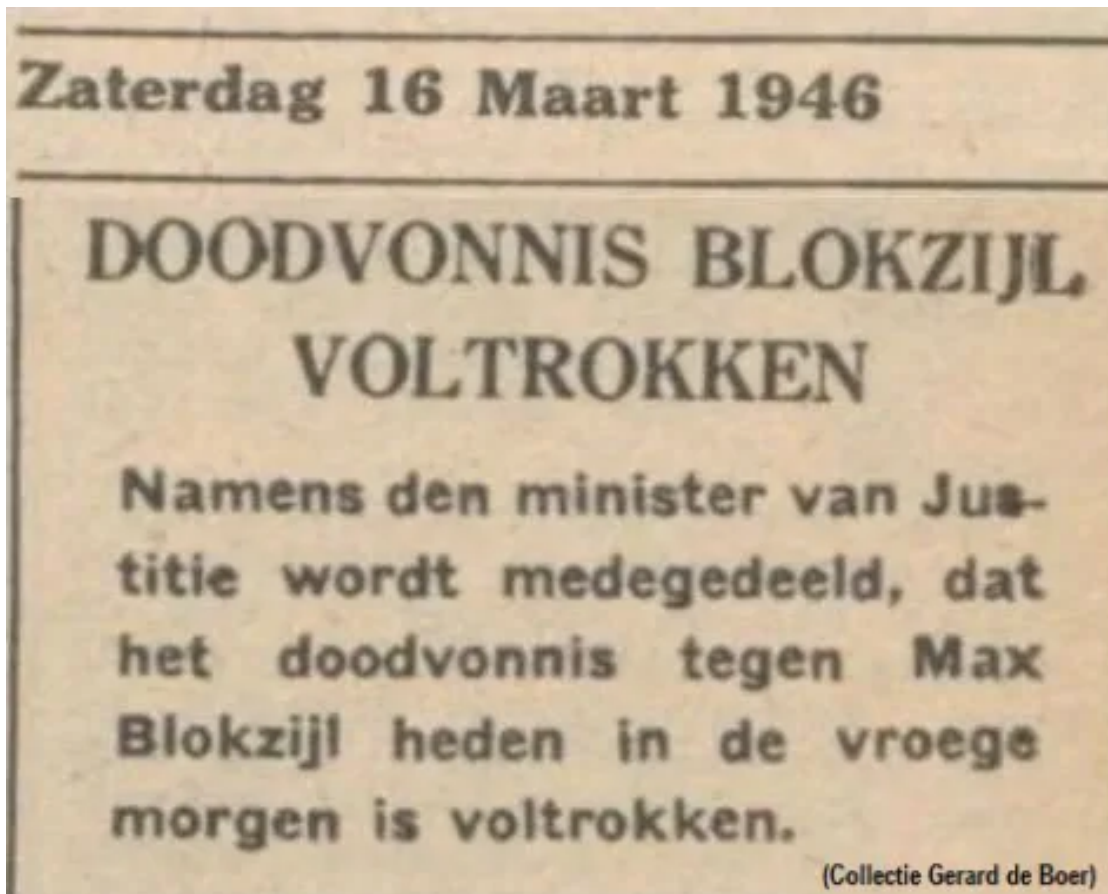 Zaterdag 16 Maart 1946
DOODVONNIS BLOKZIJL
VOLTROKKEN
Namens den minister van Jus-
titie wordt medegedeeld, dat
het doodvonnis tegen Max
Blokzijl heden in de vroege
morgen is voltrokken.
(Collectie Gerard de Boer)